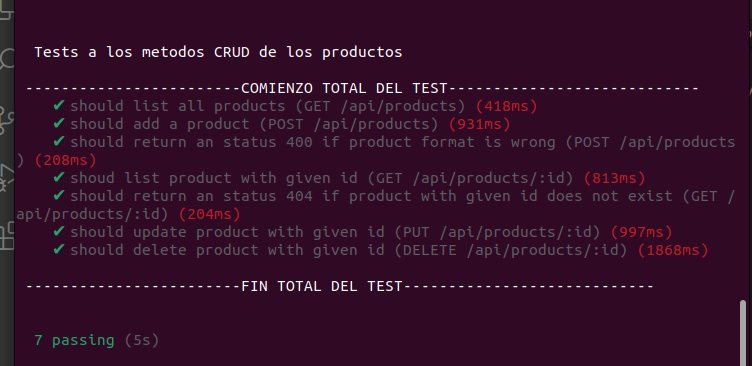 Tests a los metodos CRUD de los productos
------------------------COMIENZO TOTAL DEL TEST----------------------------
✔ should list all products (GET /api/products) (418ms)
✔ should add a product (POST /api/products) (931ms)
✔ should return an status 400 if product format is wrong (POST /api/products
) (208ms)
✔ shoud list product with given id (GET /api/products/:id) (813ms)
✔ should return an status 404 if product with given id does not exist (GET /
api/products/:id) (204ms)
✔ should update product with given id (PUT /api/products/:id) (997ms)
✔ should delete product with given id (DELETE /api/products/:id) (1868ms)
------------------------FIN TOTAL DEL TEST----------------------------
7 passing (5s)